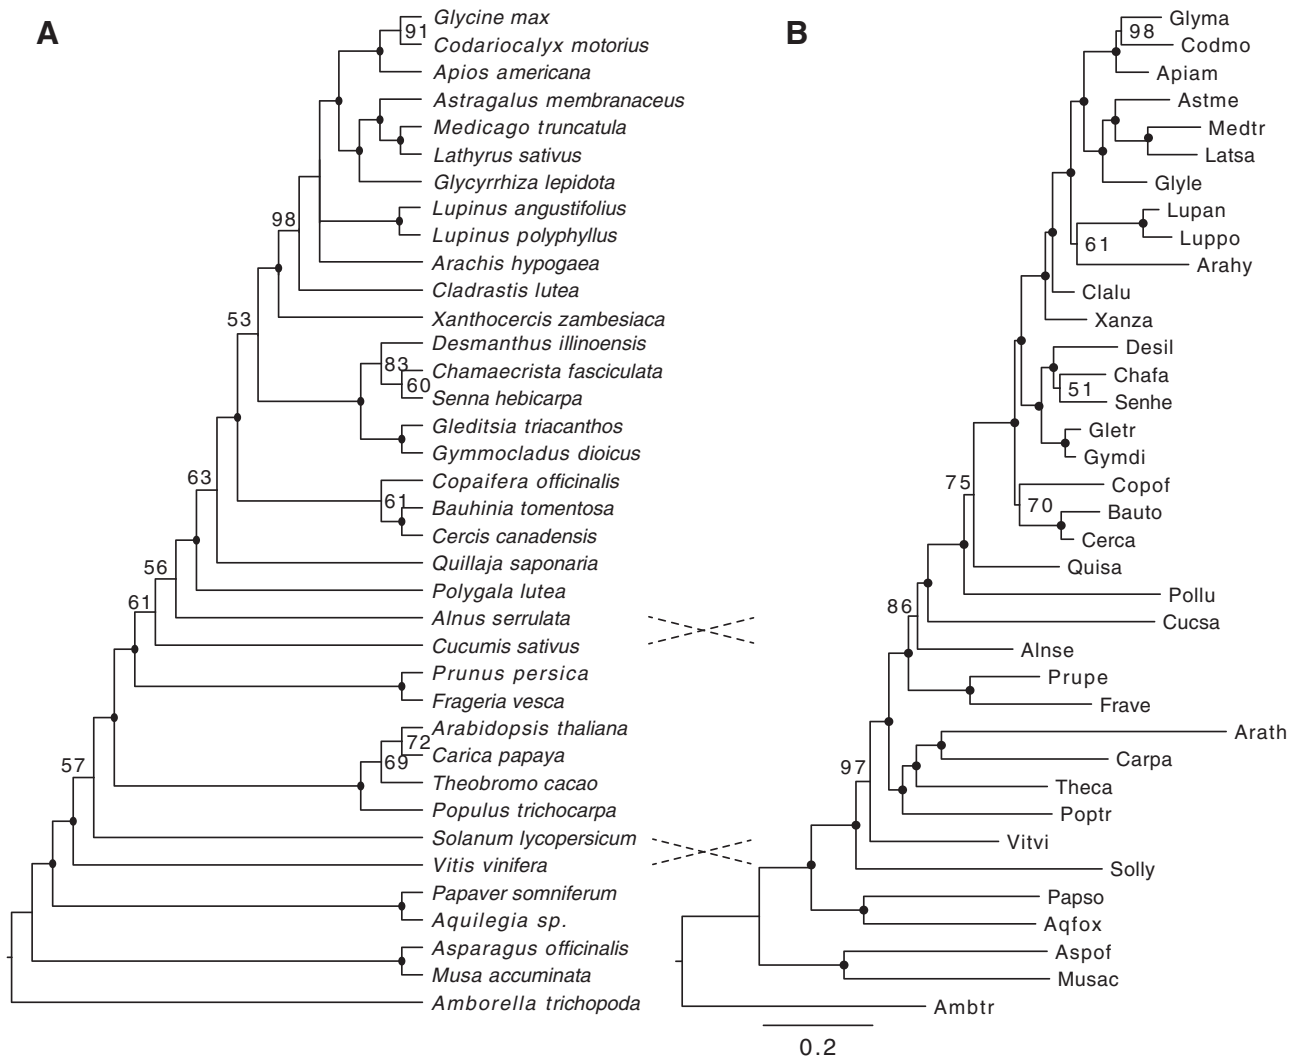 A
Glycine max
91
Codariocalyx motorius
Apios americana
Astragalus membranaceus
Medicago truncatula
Lathyrus sativus
Glycyrrhiza lepidota
Lupinus angustifolius
98
Lupinus polyphyllus
Arachis hypogaea
Cladrastis lutea
Xanthocercis zambesiaca
53
Desmanthus illinoensis
83
Chamaecrista fasciculata
60
Senna hebicarpa
Gleditsia triacanthos
Gymmocladus dioicus
Copaifera officinalis
63
61
Bauhinia tomentosa
Cercis canadensis
Quillaja saponaria
56
Polygala lutea
61
Alnus serrulata
Cucumis sativus
Prunus persica
Frageria vesca
Arabidopsis thaliana
72
Carica papaya
69
57
Theobromo cacao
Populus trichocarpa
Solanum lycopersicum
Vitis vinifera
Papaver somniferum
Aquilegia sp.
Asparagus officinalis
Musa accuminata
Amborella trichopoda
B
Glyma
98
Codmo
Apiam
Astme
Medtr
Latsa
Glyle
Lupan
Luppo
61
Arahy
Clalu
Xanza
Desil
Chafa
51
Senhe
Gletr
Gymdi
75
Copof
70
Bauto
Cerca
Quisa
Pollu
86
Cucsa
Alnse
Prupe
Frave
Arath
Carpa
97
Theca
Poptr
Vitvi
Solly
Papso
Aqfox
Aspof
Musac
Ambtr
0.2